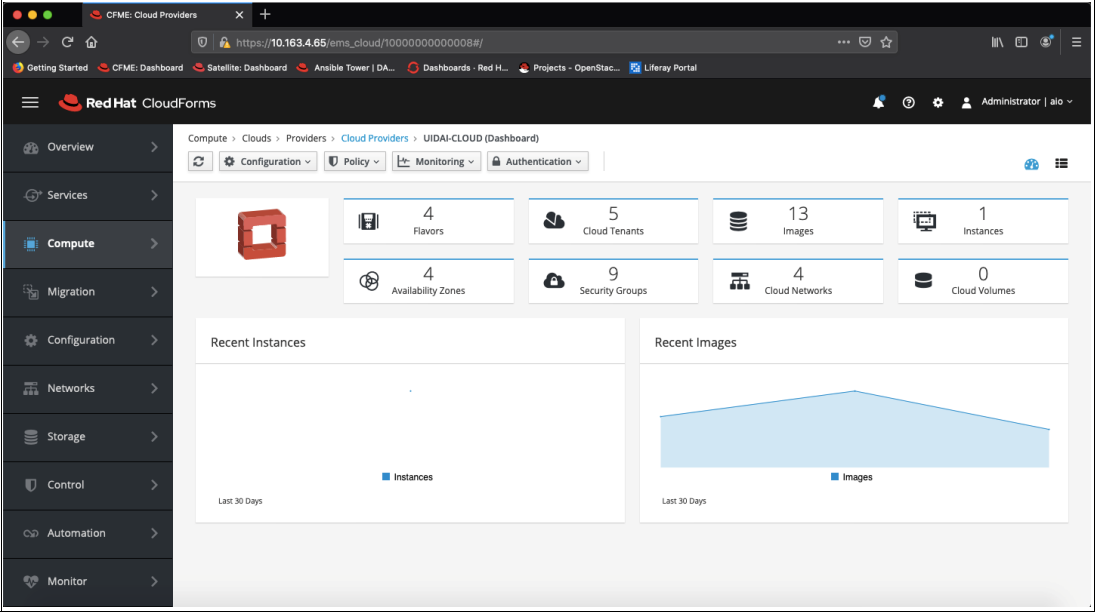 CFME: Cloud Providers
https://10.163.4.65/ems_cloud/10000000000008#/
Getting Started CFME: Dashboard Satellite: Dashboard Ansible Tower | DA... Dashboards · Red H... Projects - OpenStac... Liferay Portal
Red Hat CloudForms
Administrator | aio
Overview
Services
Compute
Migration
Configuration
Networks
Storage
Control
Automation
Monitor
Compute > Clouds > Providers > Cloud Providers > UIDAI-CLOUD (Dashboard)
Configuration Policy Monitoring Authentication
4
Flavors
5
Cloud Tenants
13
Images
1
Instances
4
Availability Zones
9
Security Groups
4
Cloud Networks
0
Cloud Volumes
Recent Instances
Instances
Last 30 Days
Recent Images
Images
Last 30 Days